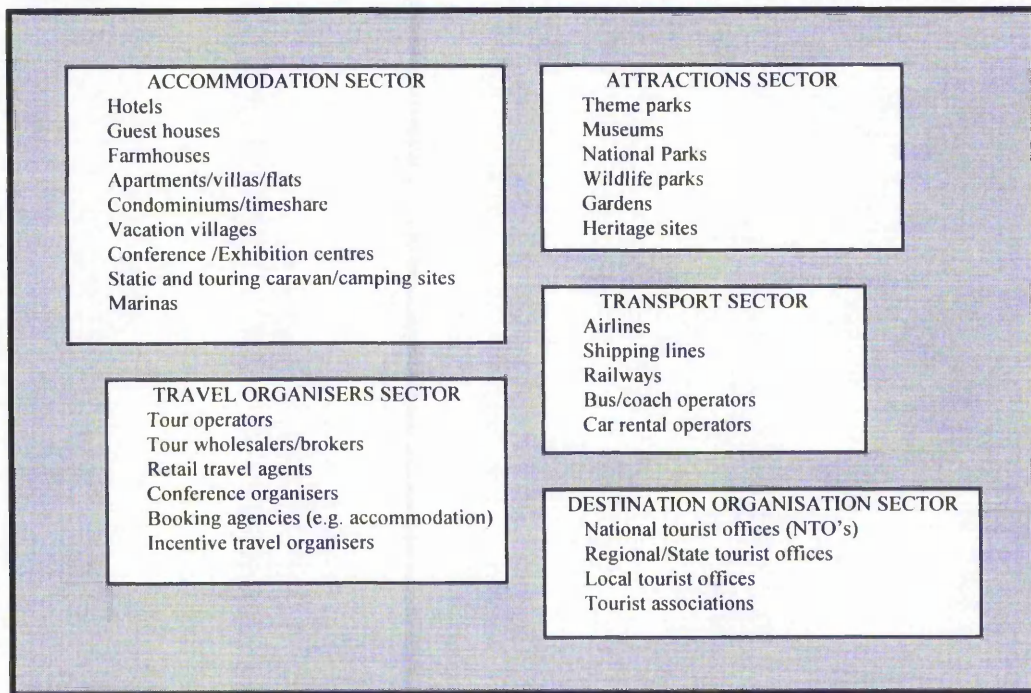 ACCOMMODATION SECTOR
Hotels
Guest houses
Farmhouses
Apartments/villas/flats
Condominiums/timeshare
Vacation villages
Conference /Exhibition centres
Static and touring caravan/camping sites
Marinas
TRAVEL ORGANISERS SECTOR
Tour operators
Tour wholesalers/brokers
Retail travel agents
Conference organisers
Booking agencies (e.g. accommodation)
Incentive travel organisers
ATTRACTIONS SECTOR
Theme parks
Museums
National Parks
Wildlife parks
Gardens
Heritage sites
TRANSPORT SECTOR
Airlines
Shipping lines
Railways
Bus/coach operators
Car rental operators
DESTINATION ORGANISATION SECTOR
National tourist offices (NTO's)
Regional/State tourist offices
Local tourist offices
Tourist associations